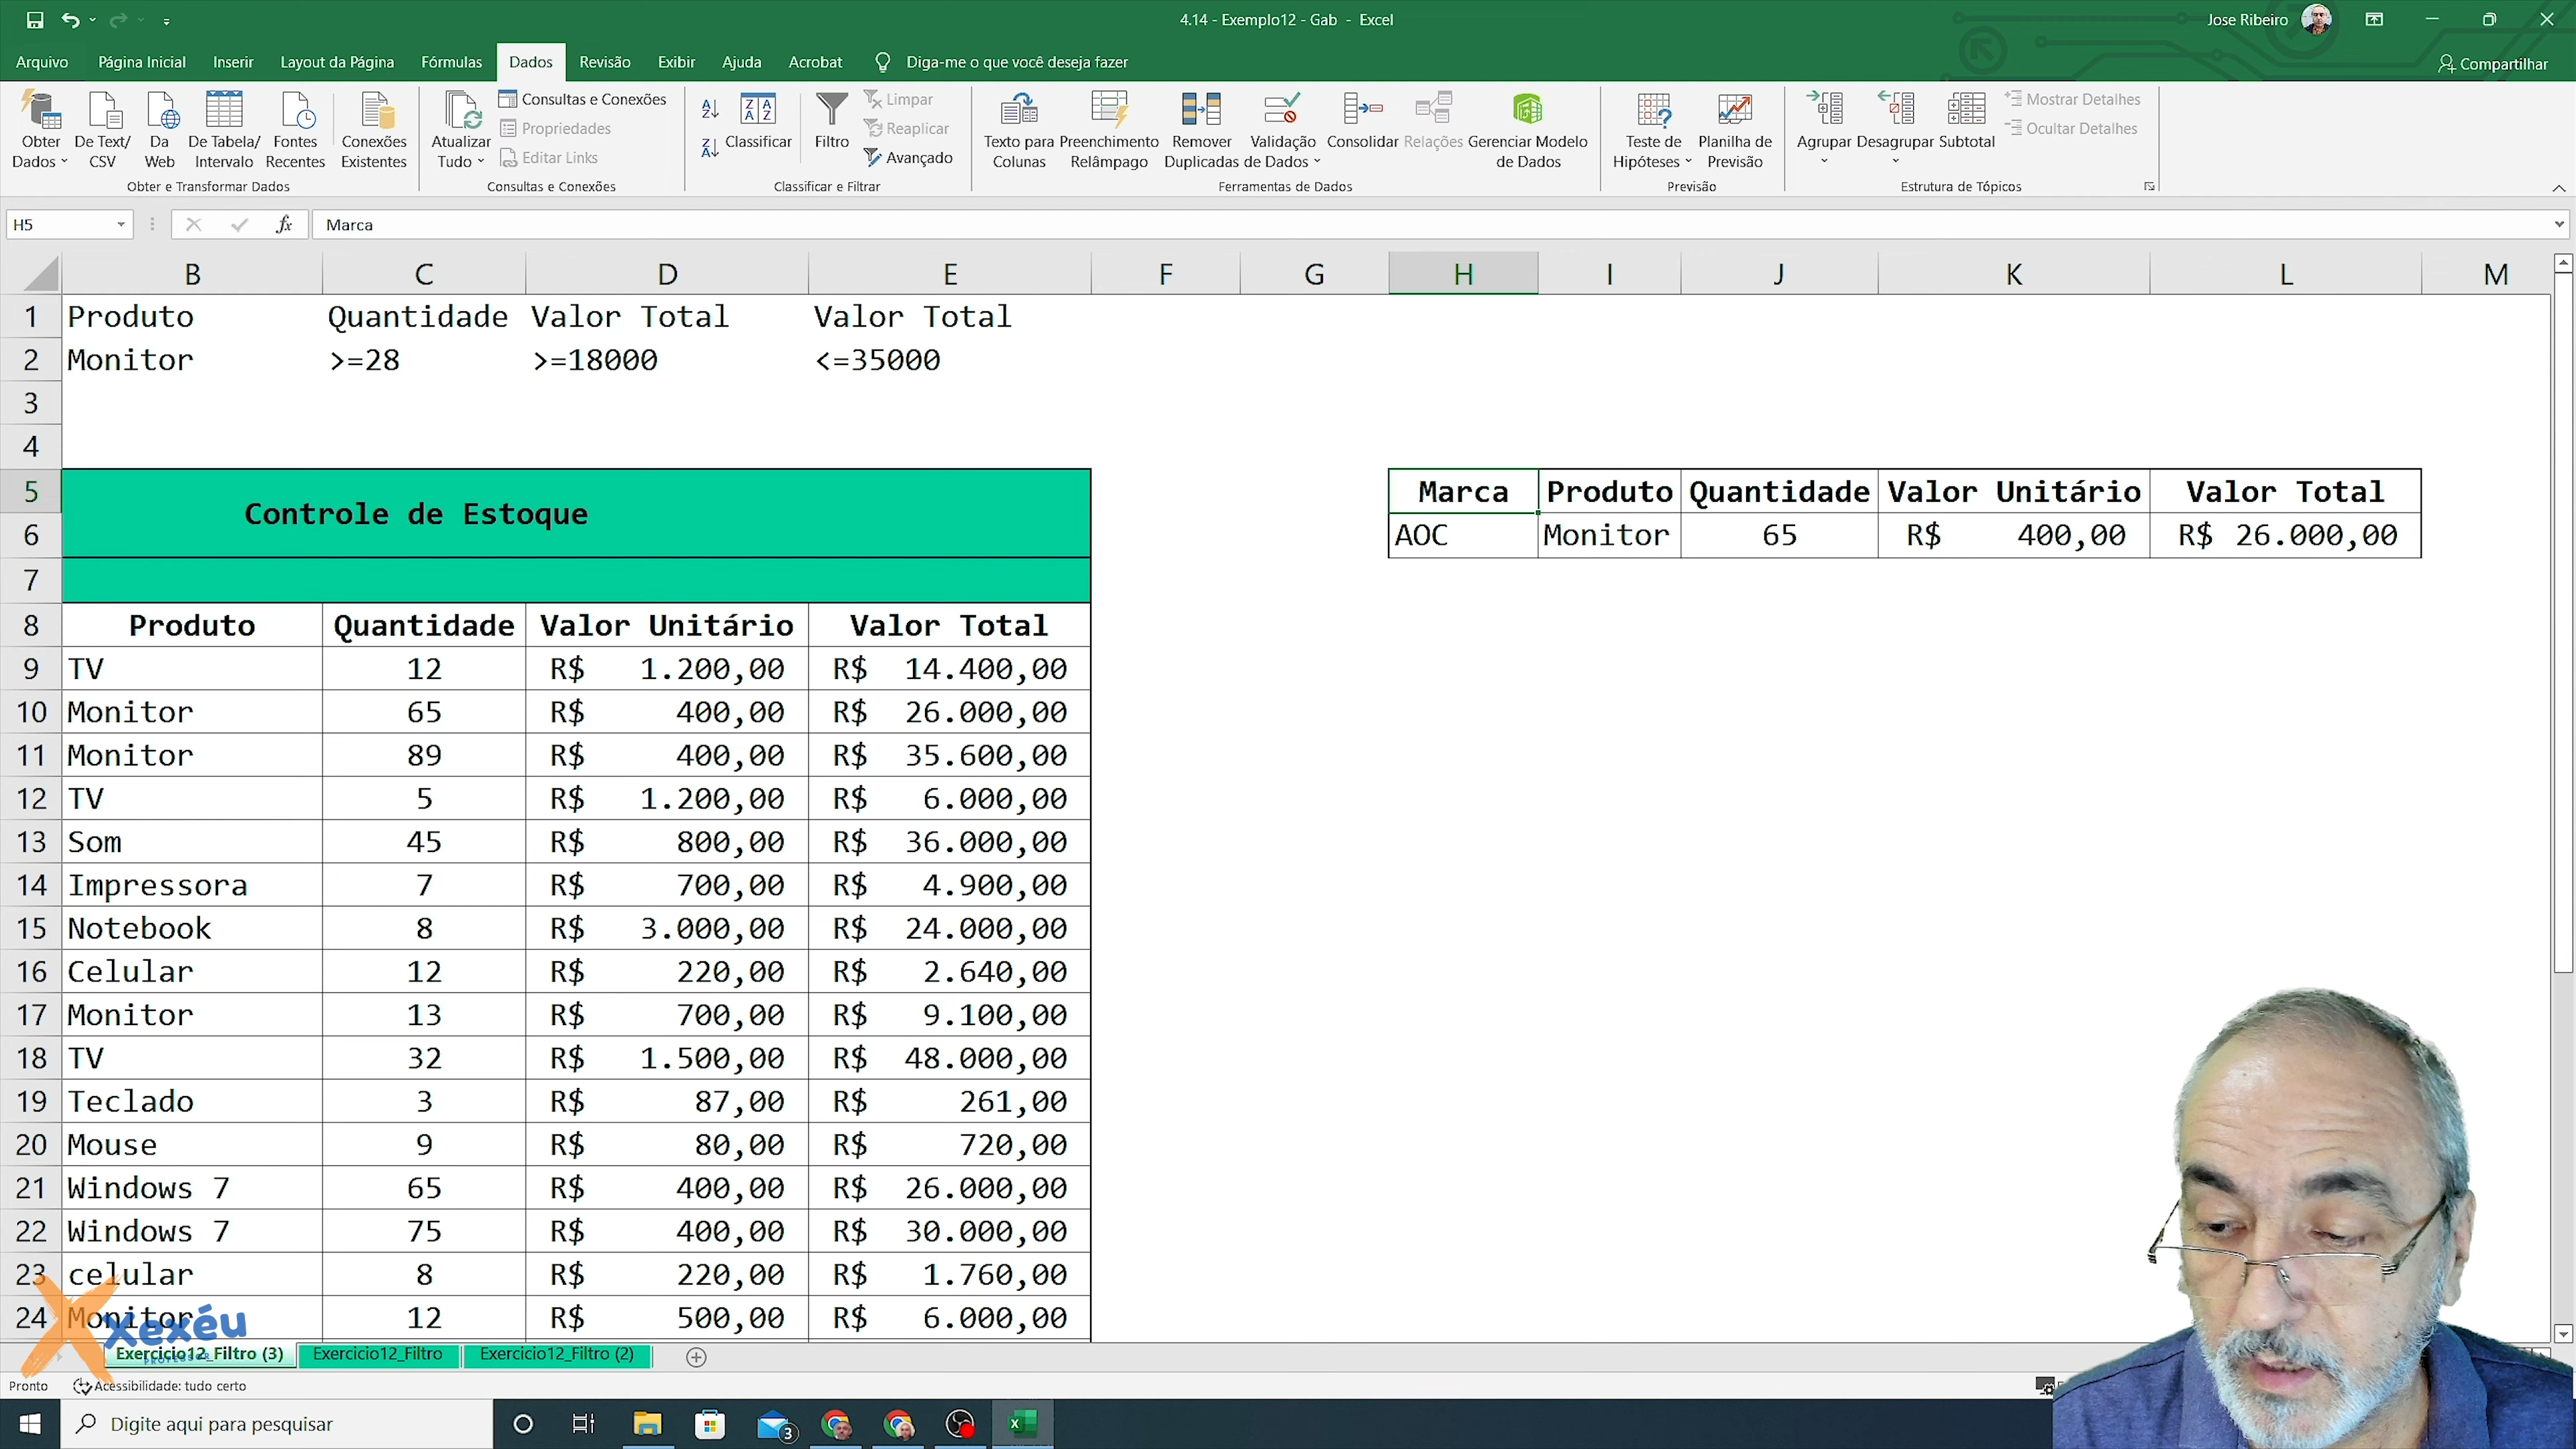 4.14 - Exemplo12 - Gab - Excel
Jose Ribeiro
Arquivo Página Inicial Inserir Layout da Página Fórmulas Dados Revisão Exibir Ajuda Acrobat Diga-me o que você deseja fazer
Compartilhar
Obter Dados
De Text/ CSV
Da Web
De Tabela/ Intervalo
Fontes Recentes
Conexões Existentes
Obter e Transformar Dados
Atualizar Tudo
Consultas e Conexões
Propriedades
Editar Links
Consultas e Conexões
Classificar
Filtro
Limpar
Reaplicar
Avançado
Classificar e Filtrar
Texto para Colunas
Preenchimento Relâmpago
Remover Duplicadas
Validação de Dados
Consolidar
Relações
Gerenciar Modelo de Dados
Ferramentas de Dados
Teste de Hipóteses
Planilha de Previsão
Previsão
Agrupar
Desagrupar
Subtotal
Mostrar Detalhes
Ocultar Detalhes
Estrutura de Tópicos
H5 fx Marca
B C D E F G H I J K L M
1 Produto Quantidade Valor Total Valor Total
2 Monitor >=28 >=18000 <=35000
3
4
5 Marca Produto Quantidade Valor Unitário Valor Total
Controle de Estoque
6 AOC Monitor 65 R$ 400,00 R$ 26.000,00
7
8 Produto Quantidade Valor Unitário Valor Total
9 TV 12 R$ 1.200,00 R$ 14.400,00
10 Monitor 65 R$ 400,00 R$ 26.000,00
11 Monitor 89 R$ 400,00 R$ 35.600,00
12 TV 5 R$ 1.200,00 R$ 6.000,00
13 Som 45 R$ 800,00 R$ 36.000,00
14 Impressora 7 R$ 700,00 R$ 4.900,00
15 Notebook 8 R$ 3.000,00 R$ 24.000,00
16 Celular 12 R$ 220,00 R$ 2.640,00
17 Monitor 13 R$ 700,00 R$ 9.100,00
18 TV 32 R$ 1.500,00 R$ 48.000,00
19 Teclado 3 R$ 87,00 R$ 261,00
20 Mouse 9 R$ 80,00 R$ 720,00
21 Windows 7 65 R$ 400,00 R$ 26.000,00
22 Windows 7 75 R$ 400,00 R$ 30.000,00
23 celular 8 R$ 220,00 R$ 1.760,00
24 Monitor 12 R$ 500,00 R$ 6.000,00
Xexéu
PROFESSOR
Exercicio12_Filtro (3) Exercicio12_Filtro Exercicio12_Filtro (2)
Pronto Acessibilidade: tudo certo
Digite aqui para pesquisar
3